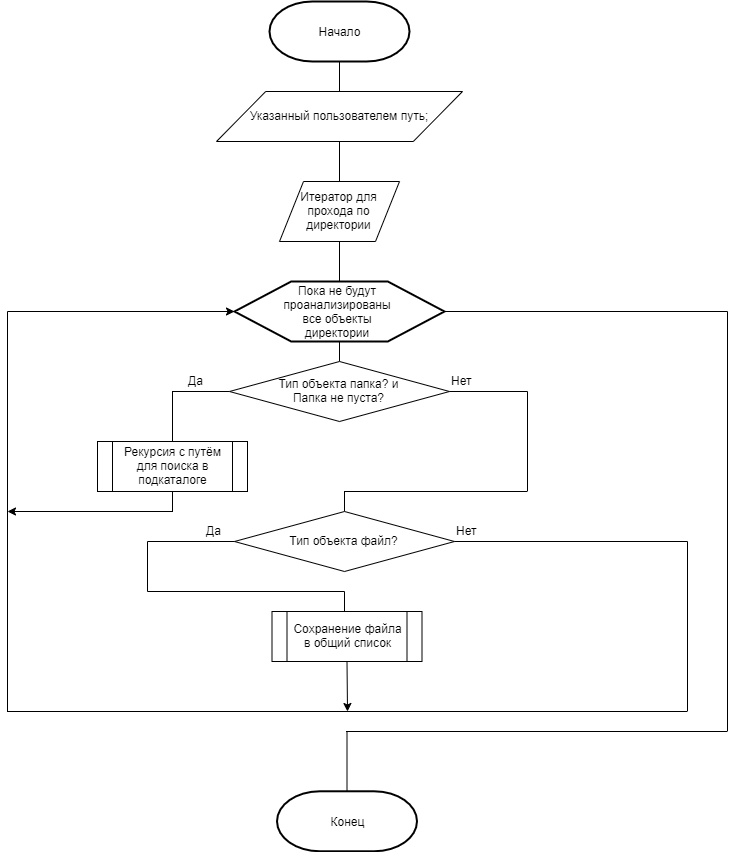 Начало
Указанный пользователем путь;
Итератор для
прохода по
директории
Пока не будут
проанализированы
все объекты
директории
Да
Тип объекта папка? и
Папка не пуста?
Нет
Рекурсия с путём
для поиска в
подкаталоге
Да
Тип объекта файл?
Нет
Сохранение файла
в общий список
Конец